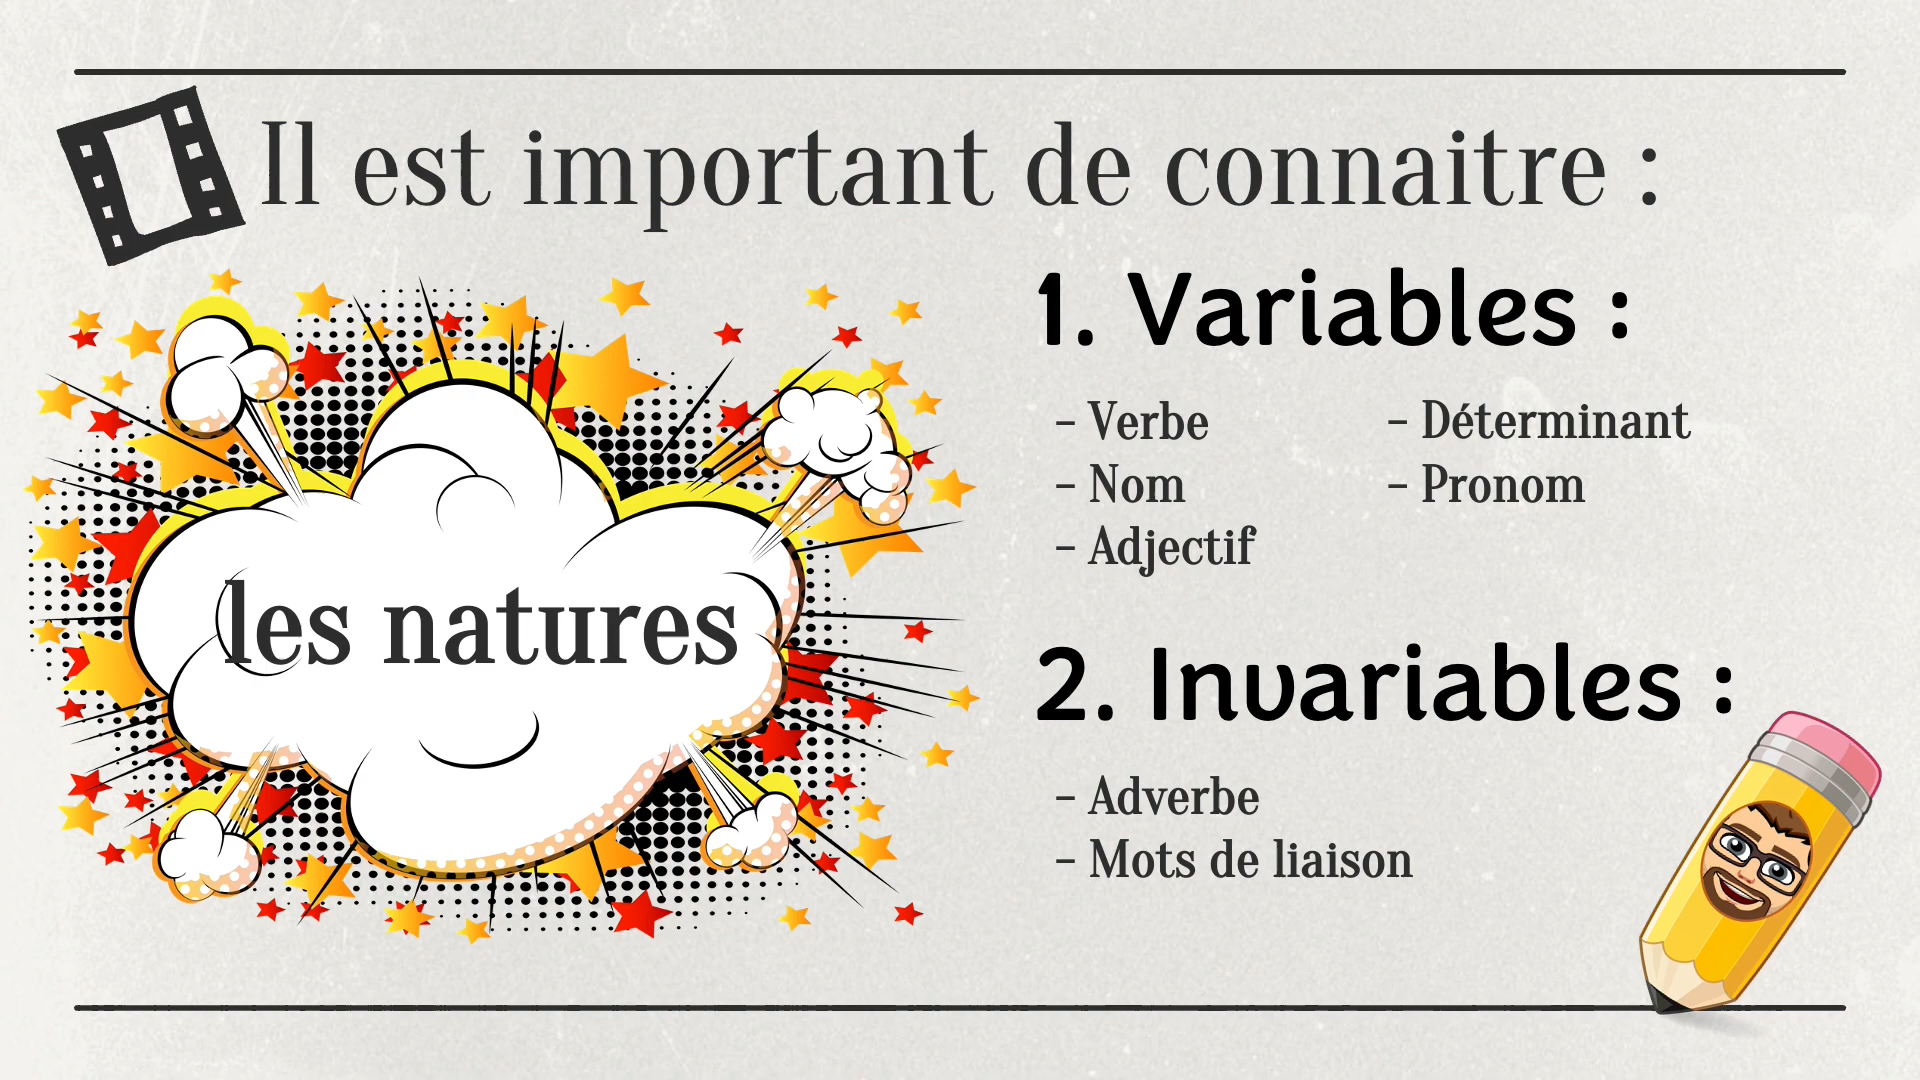 Il est important de connaitre :
les natures
1. Variables :
- Verbe
- Nom
- Adjectif
- Déterminant
- Pronom
2. Invariables :
- Adverbe
- Mots de liaison